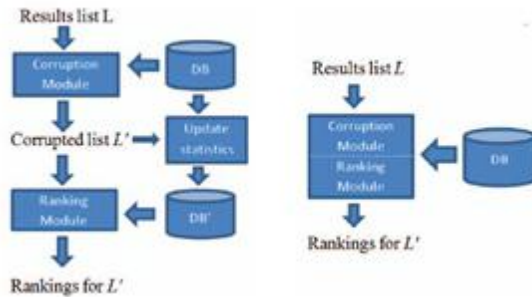 Results list L
Corruption
Module
DB
Corrupted list L'
Update
statistics
Ranking
Module
DB'
Rankings for L'
Results list L
Corruption
Module
Ranking
Module
DB
Rankings for L'